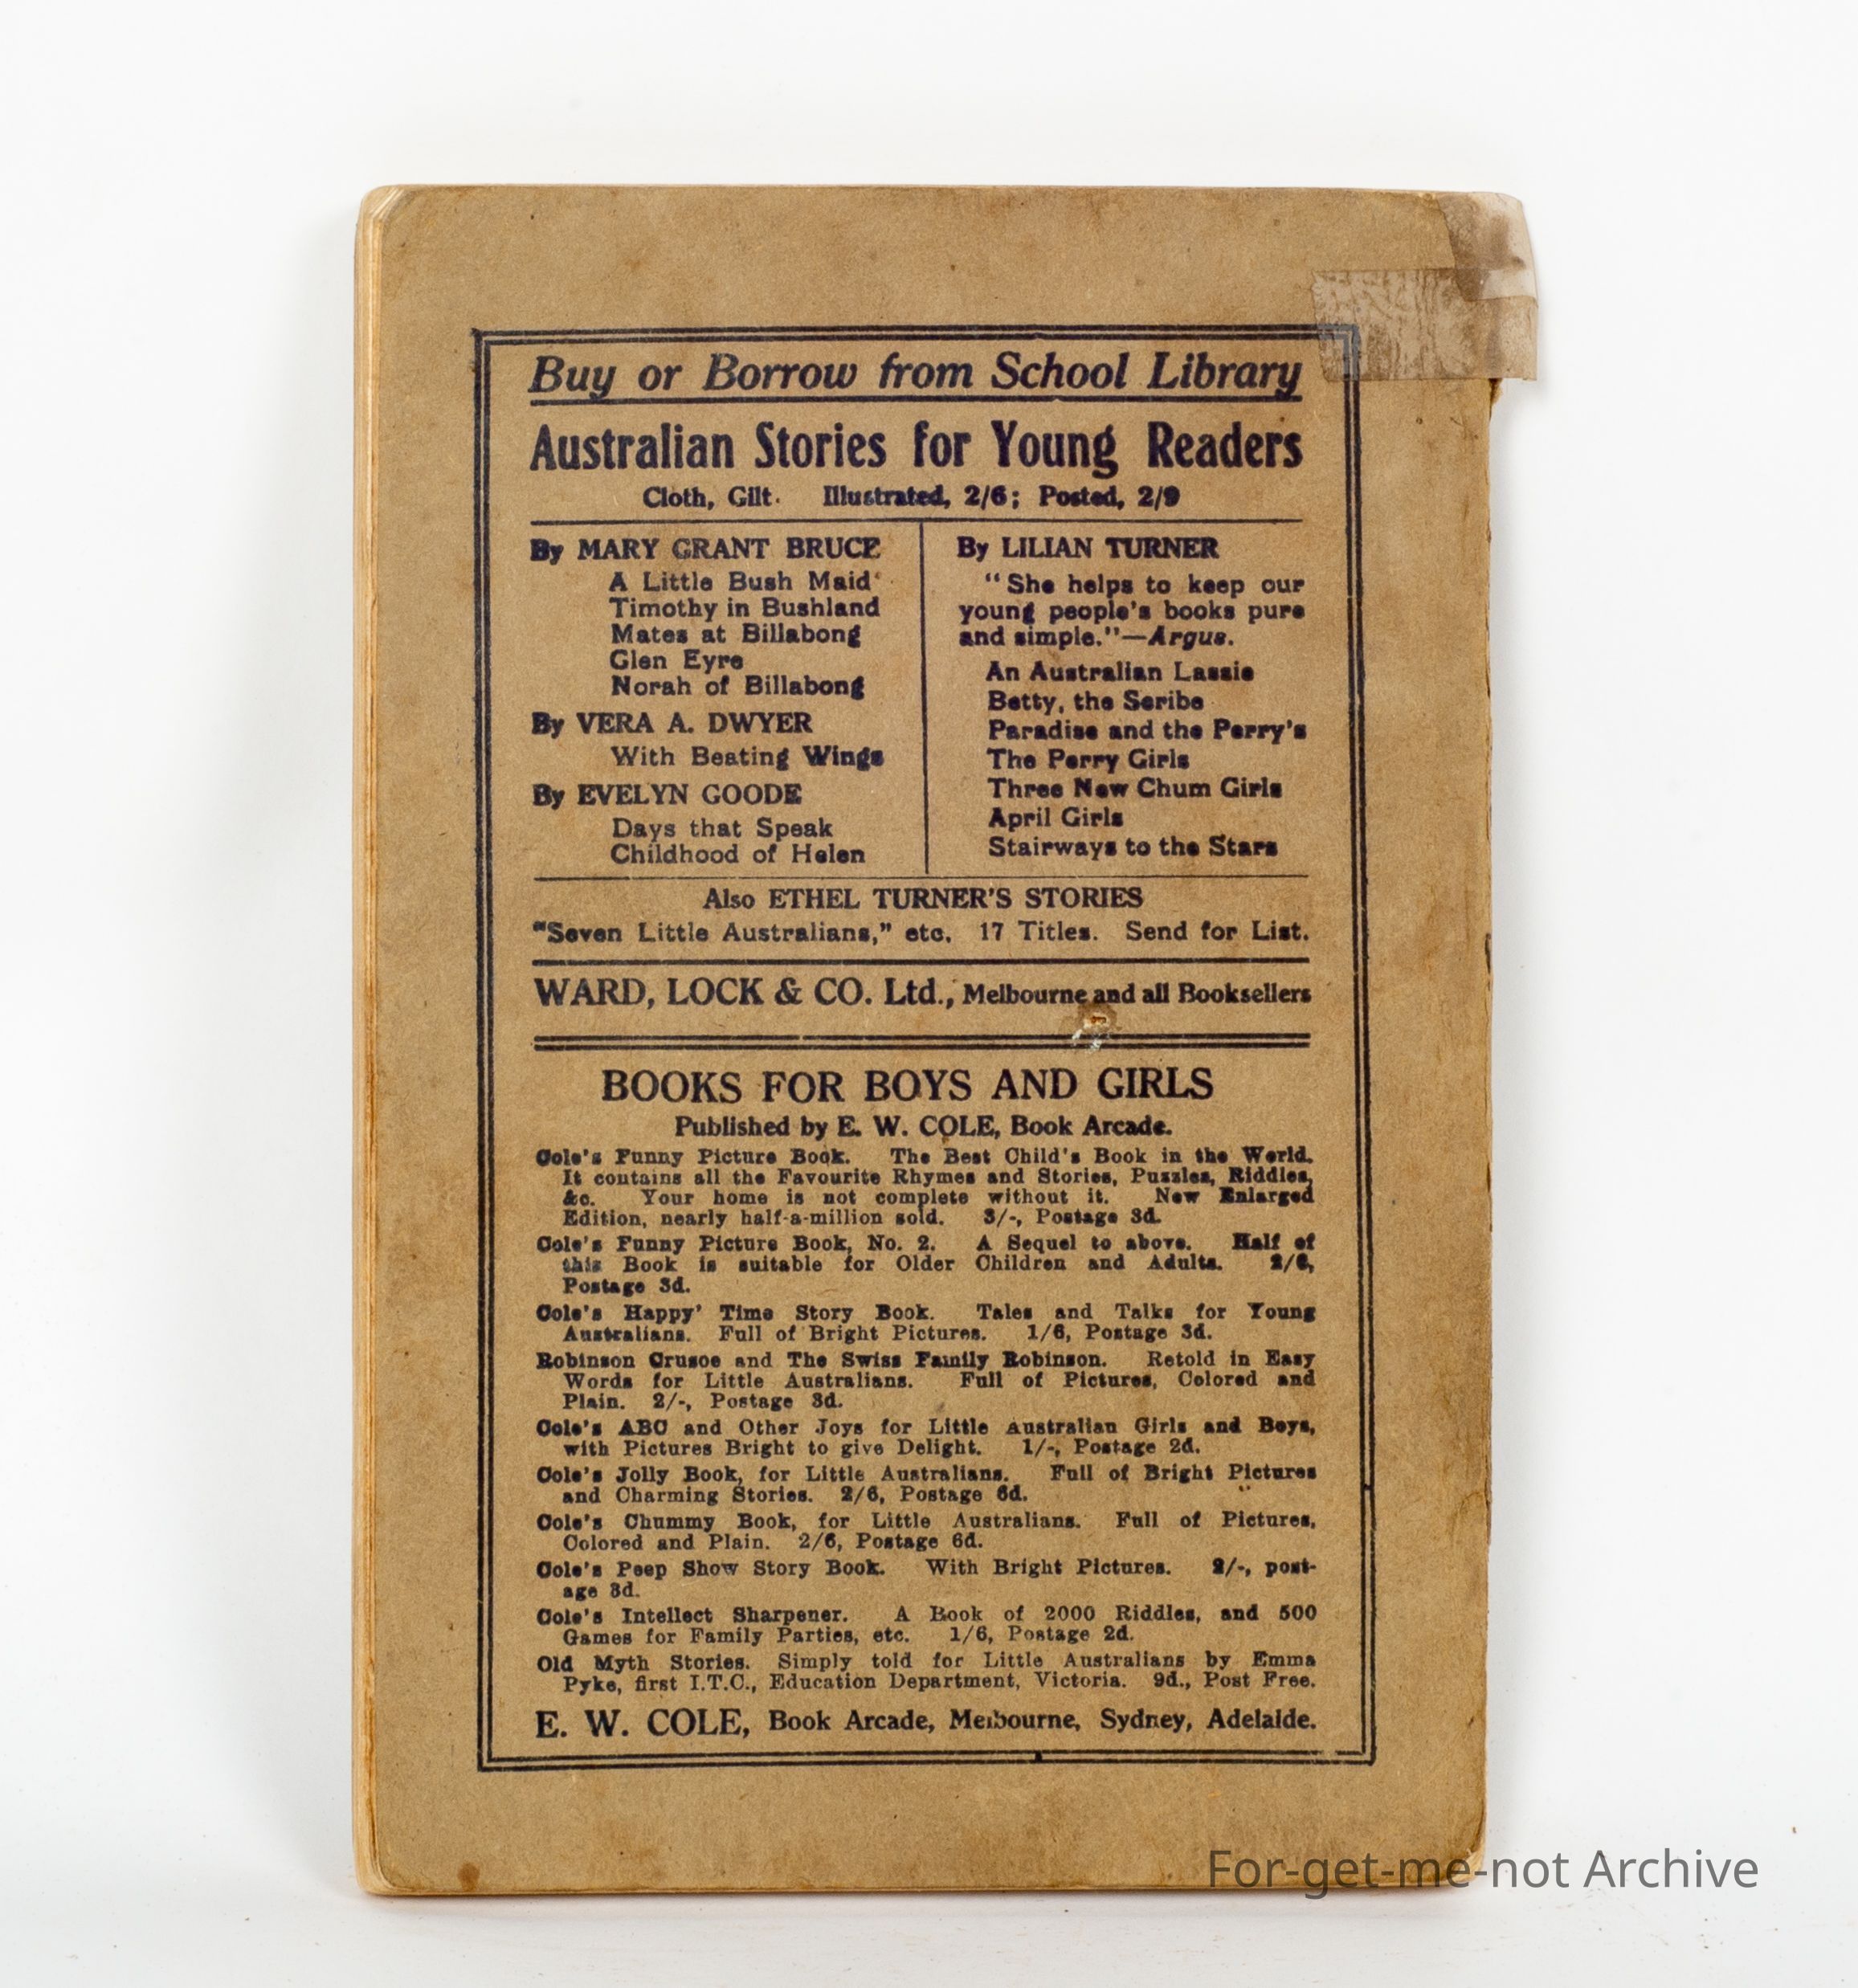 Buy or Borrow from School Library
Australian Stories for Young Readers
Cloth, Gilt. Illustrated, 2/6; Posted, 2/9
By MARY GRANT BRUCE
A Little Bush Maid
Timothy in Bushland
Mates at Billabong
Glen Eyre
Norah of Billabong
By VERA A. DWYER
With Beating Wings
By EVELYN GOODE
Days that Speak
Childhood of Helen
By LILIAN TURNER
"She helps to keep our
young people's books pure
and simple."—Argus.
An Australian Lassie
Betty, the Scribe
Paradise and the Perry's
The Perry Girls
Three New Chum Girls
April Girls
Stairways to the Stars
Also ETHEL TURNER'S STORIES
"Seven Little Australians," etc. 17 Titles. Send for List.
WARD, LOCK & CO. Ltd., Melbourne and all Booksellers
BOOKS FOR BOYS AND GIRLS
Published by E. W. COLE, Book Arcade.
Cole's Funny Picture Book. The Best Child's Book in the World.
It contains all the Favourite Rhymes and Stories, Puzzles, Riddles,
&c. Your home is not complete without it. New Enlarged
Edition, nearly half-a-million sold. 3/-, Postage 3d.
Cole's Funny Picture Book, No. 2. A Sequel to above. Half of
this Book is suitable for Older Children and Adults. 2/6,
Postage 3d.
Cole's Happy' Time Story Book. Tales and Talks for Young
Australians. Full of Bright Pictures. 1/6, Postage 3d.
Robinson Crusoe and The Swiss Family Robinson. Retold in Easy
Words for Little Australians. Full of Pictures, Colored and
Plain. 2/-, Postage 3d.
Cole's ABC and Other Joys for Little Australian Girls and Boys,
with Pictures Bright to give Delight. 1/-, Postage 2d.
Cole's Jolly Book, for Little Australians. Full of Bright Pictures
and Charming Stories. 2/6, Postage 6d.
Cole's Chummy Book, for Little Australians. Full of Pictures,
Colored and Plain. 2/6, Postage 6d.
Cole's Peep Show Story Book. With Bright Pictures. 2/-, post-
age 3d.
Cole's Intellect Sharpener. A Book of 2000 Riddles, and 500
Games for Family Parties, etc. 1/6, Postage 2d.
Old Myth Stories. Simply told for Little Australians by Emma
Pyke, first I.T.C., Education Department, Victoria. 9d., Post Free.
E. W. COLE, Book Arcade, Melbourne, Sydney, Adelaide.
For-get-me-not Archive